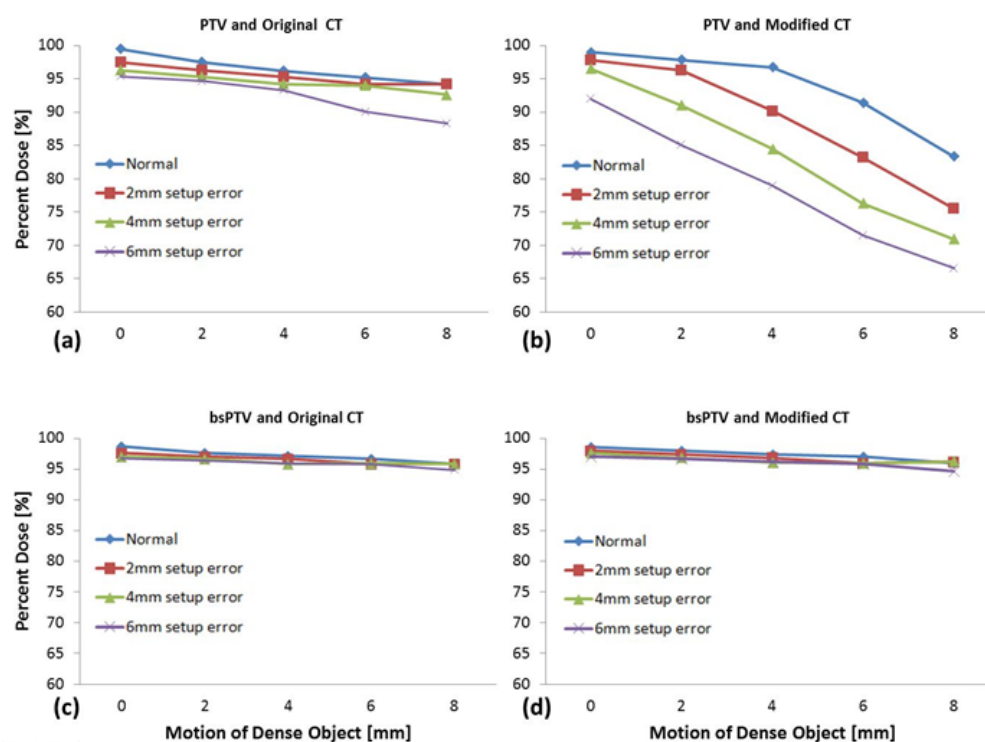 PTV and Original CT
100
95
90
85
80
75
70
65
60
Percent Dose [%]
Normal
2mm setup error
4mm setup error
6mm setup error
0 2 4 6 8
(a)
PTV and Modified CT
100
95
90
85
80
75
70
65
60
Normal
2mm setup error
4mm setup error
6mm setup error
0 2 4 6 8
(b)
bsPTV and Original CT
100
95
90
85
80
75
70
65
60
Percent Dose [%]
Normal
2mm setup error
4mm setup error
6mm setup error
0 2 4 6 8
(c)
Motion of Dense Object [mm]
bsPTV and Modified CT
100
95
90
85
80
75
70
65
60
Normal
2mm setup error
4mm setup error
6mm setup error
0 2 4 6 8
(d)
Motion of Dense Object [mm]